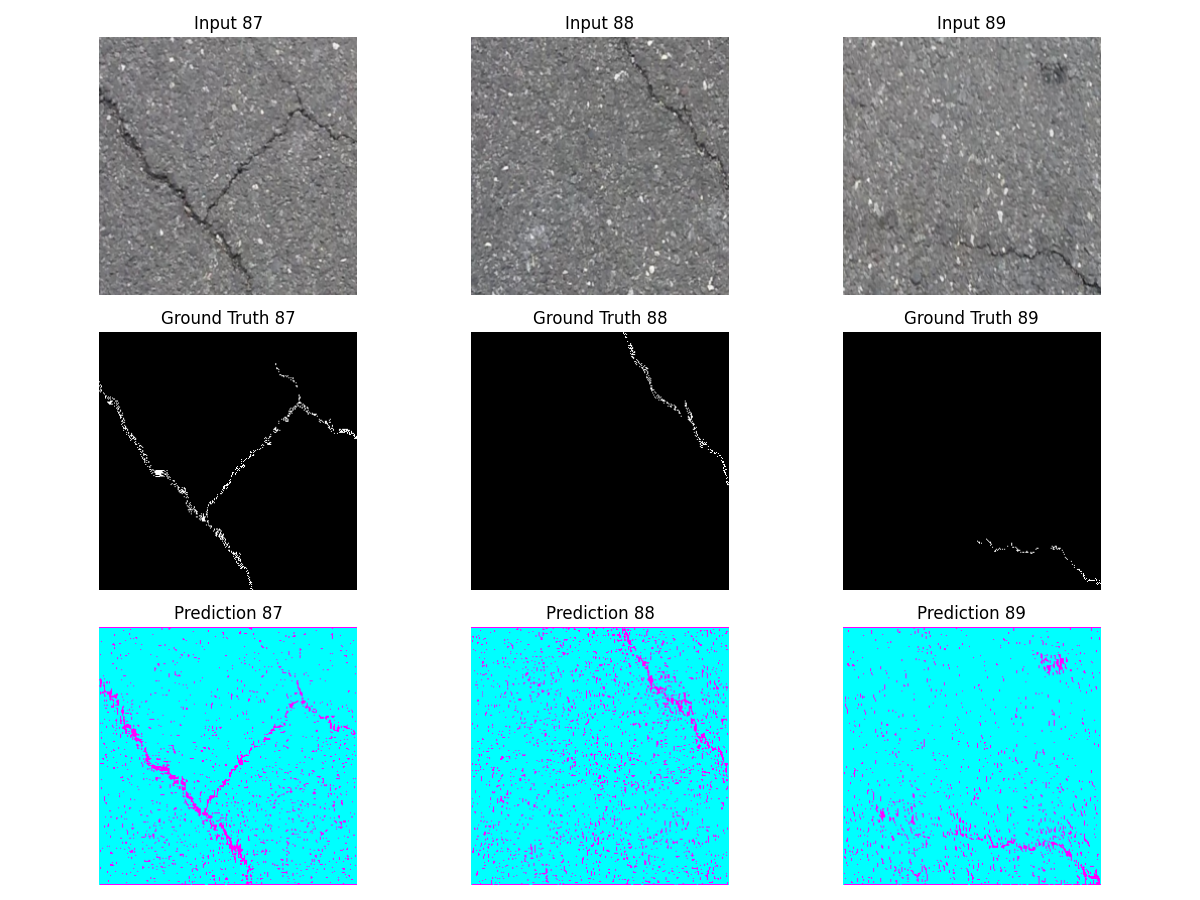 Input 87
Input 88
Input 89
Ground Truth 87
Ground Truth 88
Ground Truth 89
Prediction 87
Prediction 88
Prediction 89